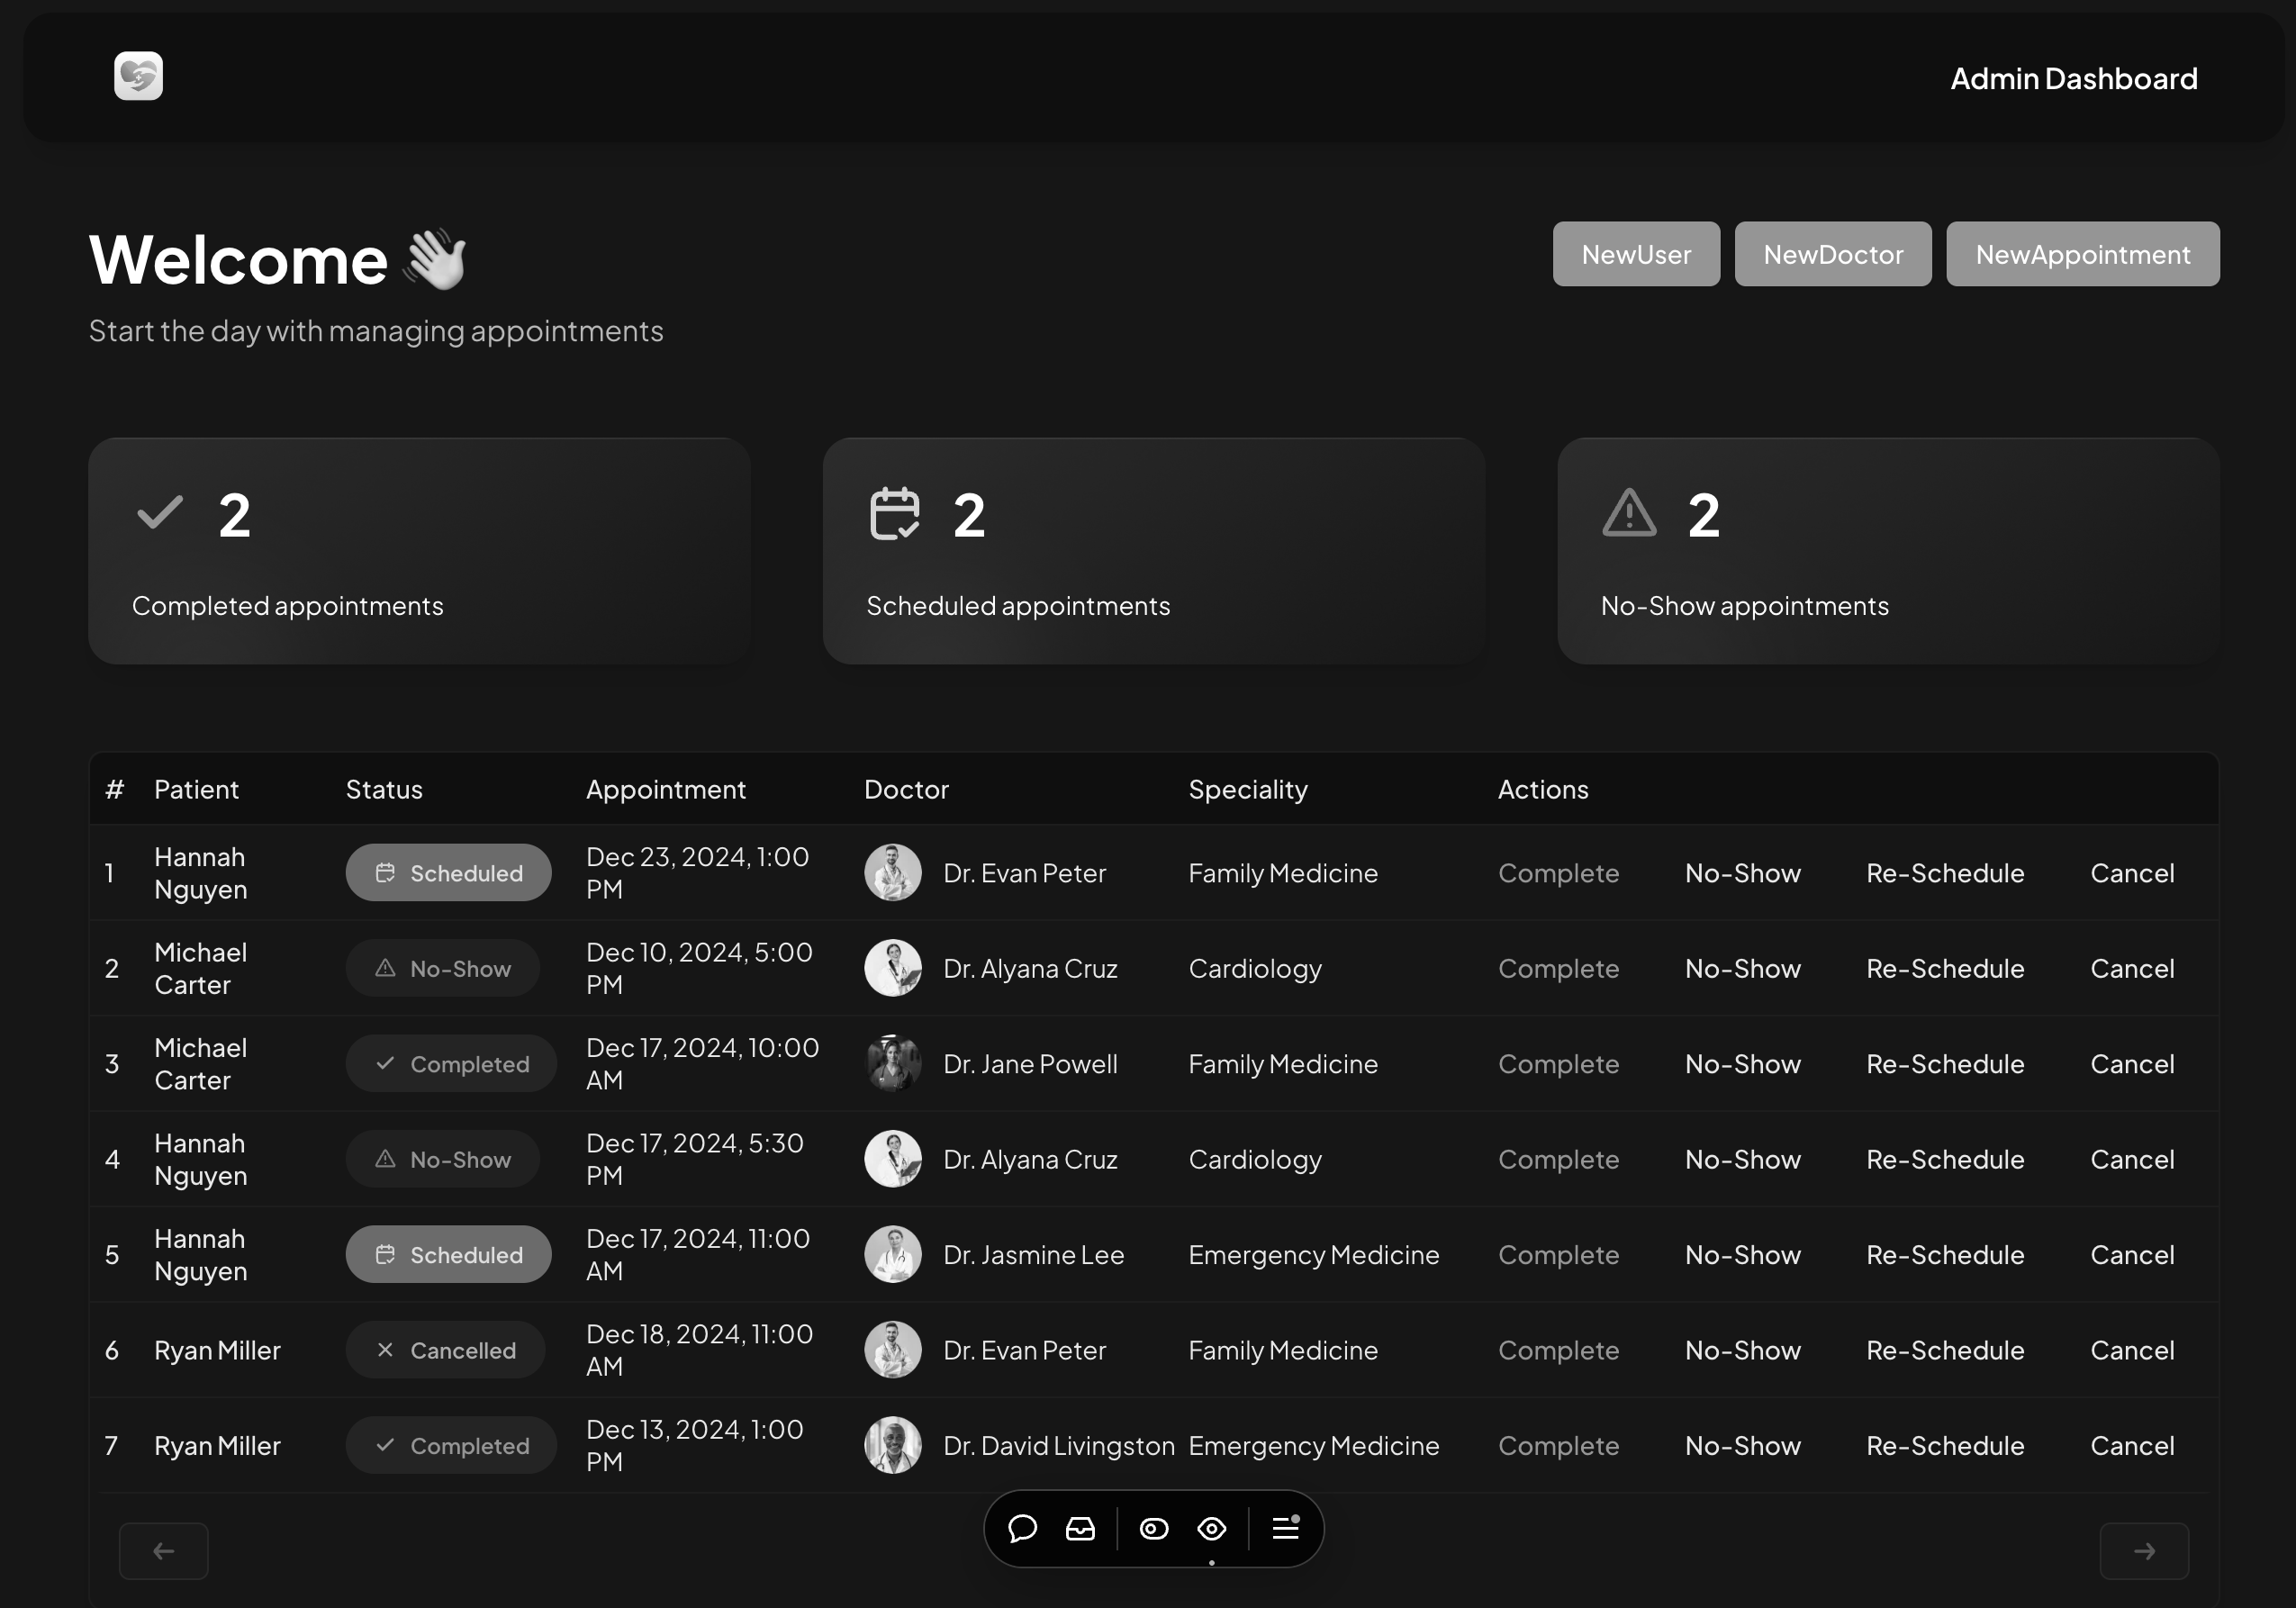 Admin Dashboard
Welcome 👋
NewUser NewDoctor NewAppointment
Start the day with managing appointments
2 2 2
Completed appointments Scheduled appointments No-Show appointments
# Patient Status Appointment Doctor Speciality Actions
1 Hannah Nguyen Scheduled Dec 23, 2024, 1:00 PM Dr. Evan Peter Family Medicine Complete No-Show Re-Schedule Cancel
2 Michael Carter No-Show Dec 10, 2024, 5:00 PM Dr. Alyana Cruz Cardiology Complete No-Show Re-Schedule Cancel
3 Michael Carter Completed Dec 17, 2024, 10:00 AM Dr. Jane Powell Family Medicine Complete No-Show Re-Schedule Cancel
4 Hannah Nguyen No-Show Dec 17, 2024, 5:30 PM Dr. Alyana Cruz Cardiology Complete No-Show Re-Schedule Cancel
5 Hannah Nguyen Scheduled Dec 17, 2024, 11:00 AM Dr. Jasmine Lee Emergency Medicine Complete No-Show Re-Schedule Cancel
6 Ryan Miller Cancelled Dec 18, 2024, 11:00 AM Dr. Evan Peter Family Medicine Complete No-Show Re-Schedule Cancel
7 Ryan Miller Completed Dec 13, 2024, 1:00 PM Dr. David Livingston Emergency Medicine Complete No-Show Re-Schedule Cancel